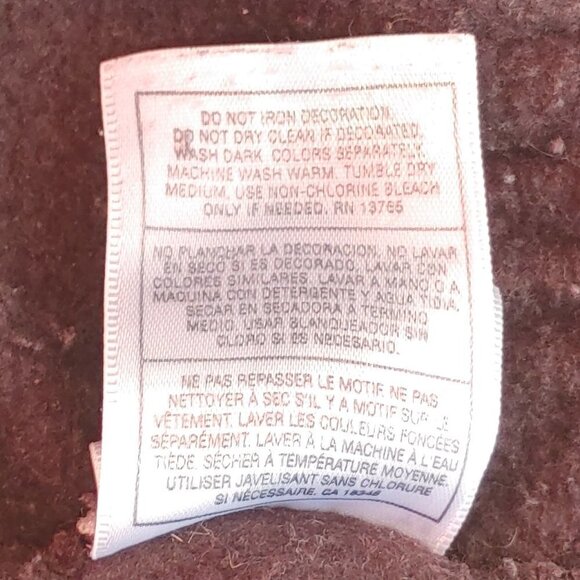 DO NOT IRON DECORATION.
DO NOT DRY CLEAN IF DECORATED.
WASH DARK COLORS SEPARATELY.
MACHINE WASH WARM. TUMBLE DRY
MEDIUM. USE NON-CHLORINE BLEACH
ONLY IF NEEDED. RN 13765
NO PLANCHAR LA DECORACION. NO LAVAR
EN SECO SI ES DECORADO. LAVAR CON
COLORES SIMILARES. LAVAR A MANO O A
MAQUINA CON DETERGENTE Y AGUA TIBIA.
SECAR EN SECADORA A TERMINO
MEDIO. USAR BLANQUEADOR SIN
CLORO SI ES NECESARIO.
NE PAS REPASSER LE MOTIF. NE PAS
NETTOYER À SEC S'IL Y A MOTIF SUR LE
VÊTEMENT. LAVER LES COULEURS FONCÉES
SÉPARÉMENT. LAVER À LA MACHINE À L'EAU
TIÈDE. SÉCHER À TEMPÉRATURE MOYENNE.
UTILISER JAVELISANT SANS CHLORURE
SI NÉCESSAIRE. CA